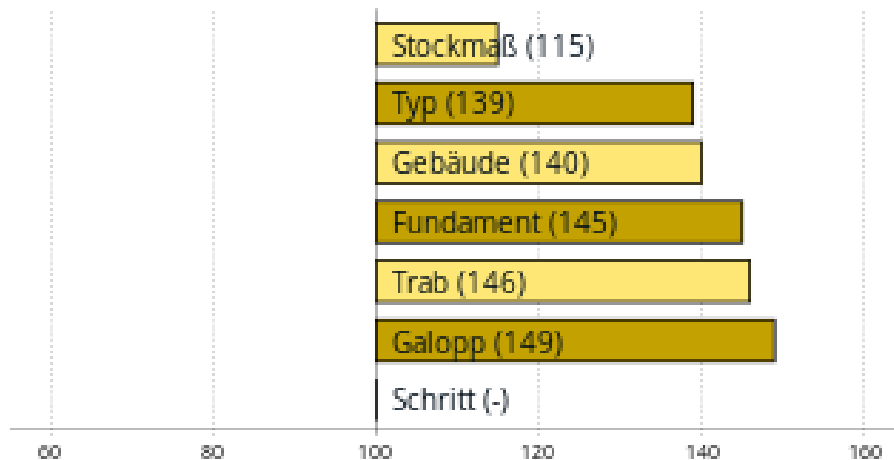 Stockmaß (115)
Typ (139)
Gebäude (140)
Fundament (145)
Trab (146)
Galopp (149)
Schritt (-)
60 80 100 120 140 160